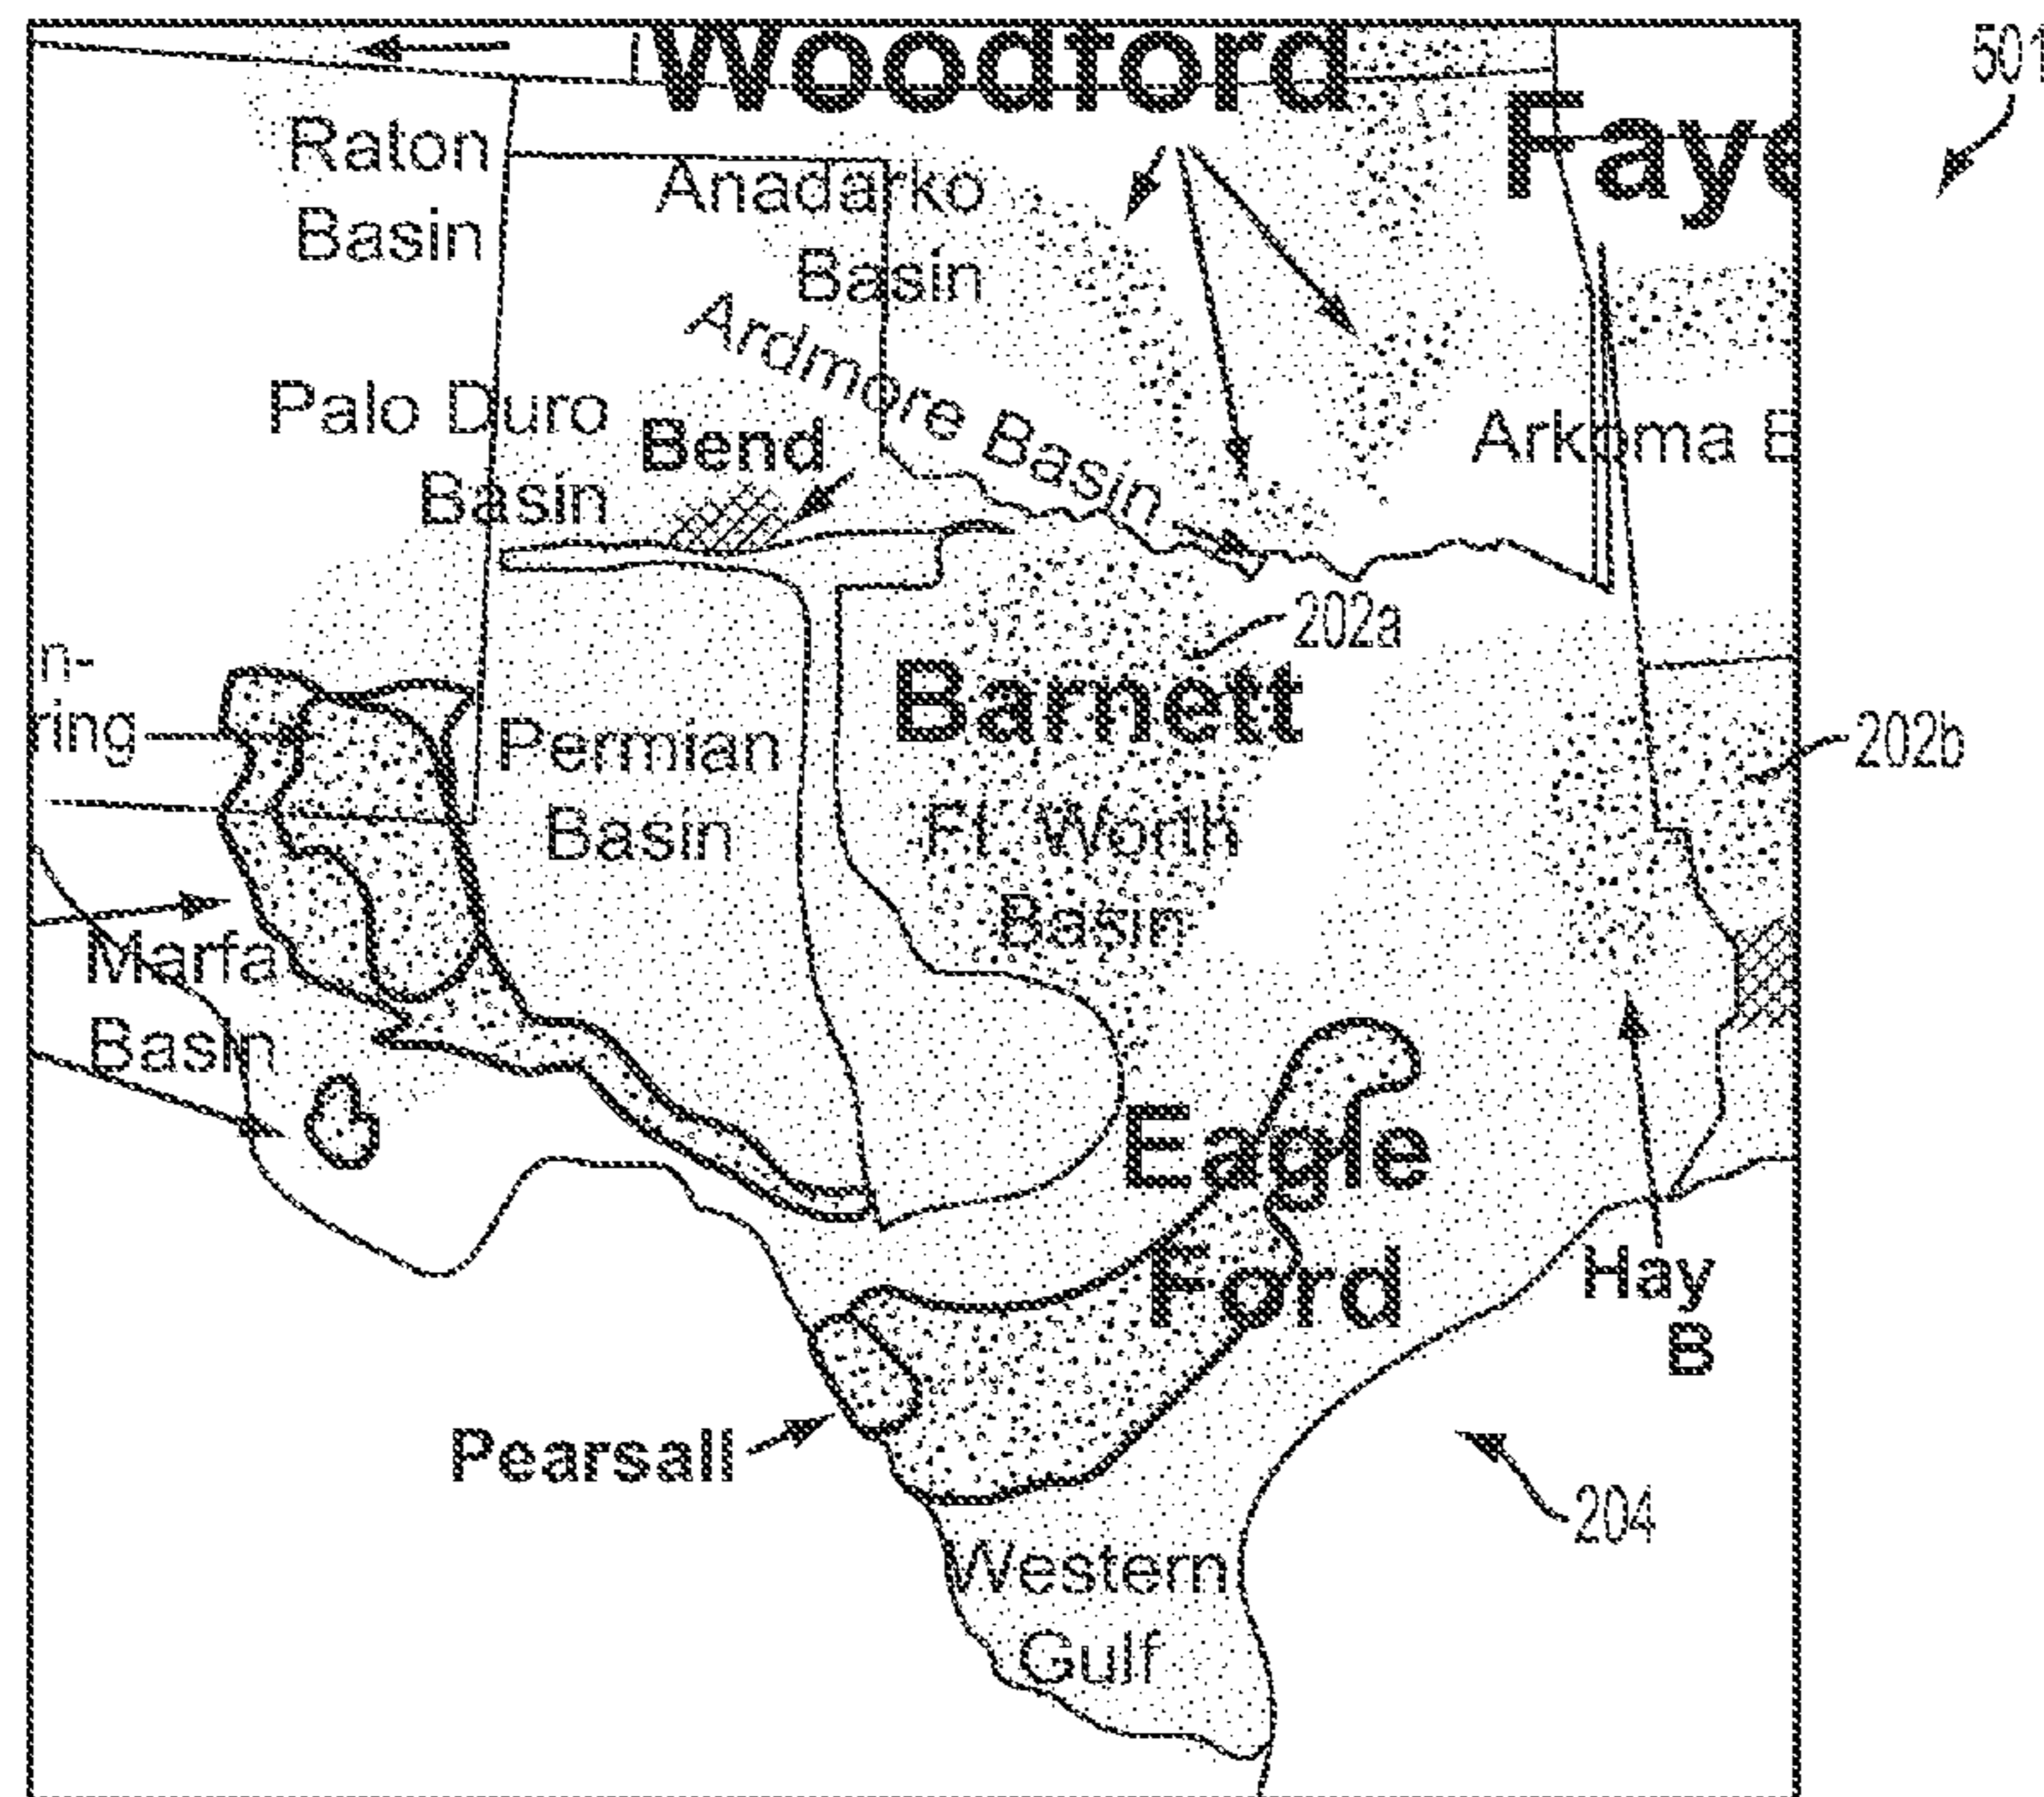 501
Woodford
Faye
Raton
Basin
Anadarko
Basin
Ardmore Basin
Palo Duro
Basin
Bend
Arkoma B
202a
n-
ring
Barnett
Permian
Basin
Ft. Worth
Basin
202b
Marfa
Basin
Eagle
Ford
Hay
B
Pearsall
204
Western
Gulf